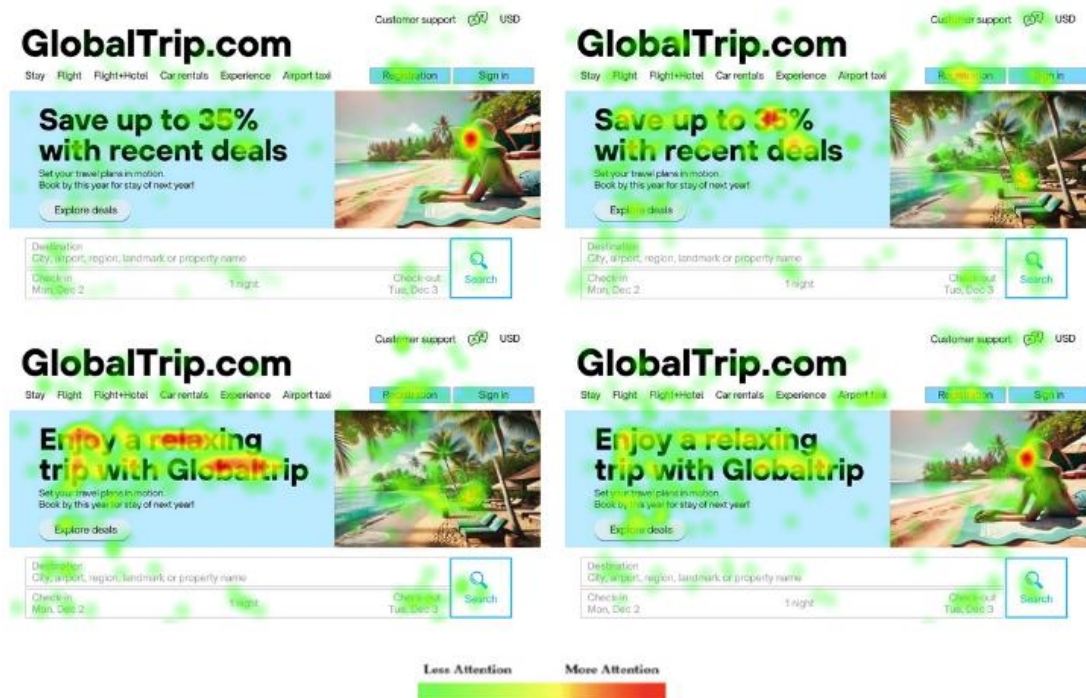 Customer support USD
GlobalTrip.com
Stay Flight Flight+Hotel Car rentals Experience Airport taxi Registration Sign in
Save up to 35%
with recent deals
Set your travel plans in motion.
Book by this year for stay of next year!
Explore deals
Destination
City, airport, region, landmark or property name
Search
Check-in
Mon, Dec 2
1 night
Check-out
Tue, Dec 3
Customer support USD
GlobalTrip.com
Stay Flight Flight+Hotel Car rentals Experience Airport taxi Registration Sign in
Save up to 35%
with recent deals
Set your travel plans in motion.
Book by this year for stay of next year!
Explore deals
Destination
City, airport, region, landmark or property name
Search
Check-in
Mon, Dec 2
1 night
Check-out
Tue, Dec 3
Customer support USD
GlobalTrip.com
Stay Flight Flight+Hotel Car rentals Experience Airport taxi Registration Sign in
Enjoy a relaxing
trip with Globaltrip
Set your travel plans in motion.
Book by this year for stay of next year!
Explore deals
Destination
City, airport, region, landmark or property name
Search
Check-in
Mon, Dec 2
1 night
Check-out
Tue, Dec 3
Customer support USD
GlobalTrip.com
Stay Flight Flight+Hotel Car rentals Experience Airport taxi Registration Sign in
Enjoy a relaxing
trip with Globaltrip
Set your travel plans in motion.
Book by this year for stay of next year!
Explore deals
Destination
City, airport, region, landmark or property name
Search
Check-in
Mon, Dec 2
1 night
Check-out
Tue, Dec 3
Less Attention More Attention